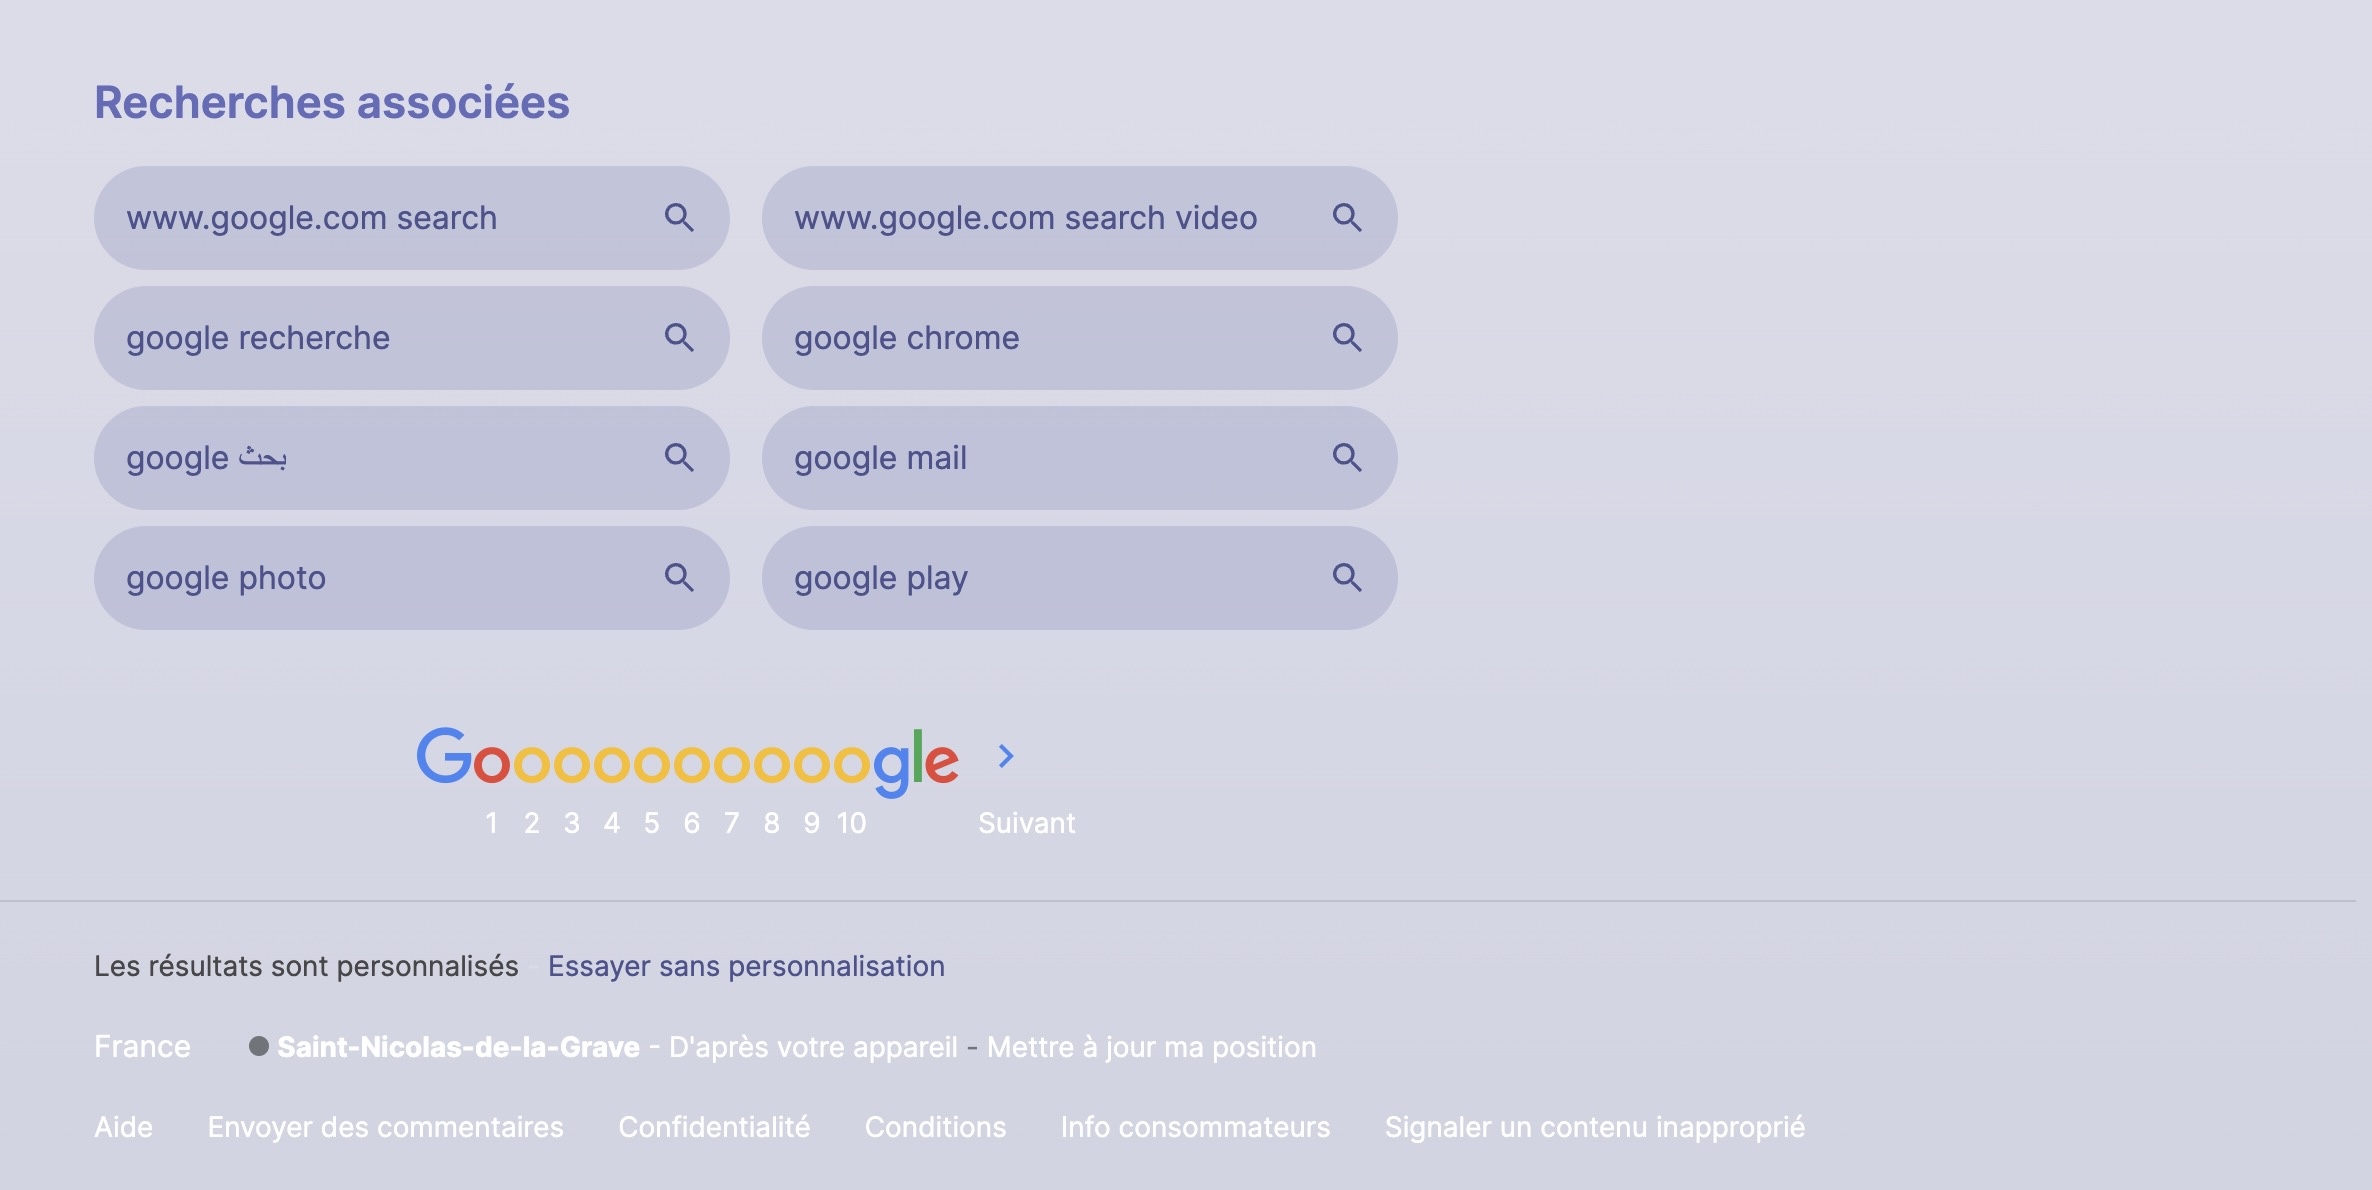 Recherches associées
www.google.com search
www.google.com search video
google recherche
google chrome
google بحث
google mail
google photo
google play
Goooooooooogle
1 2 3 4 5 6 7 8 9 10 Suivant
Les résultats sont personnalisés - Essayer sans personnalisation
France Saint-Nicolas-de-la-Grave - D'après votre appareil - Mettre à jour ma position
Aide Envoyer des commentaires Confidentialité Conditions Info consommateurs Signaler un contenu inapproprié